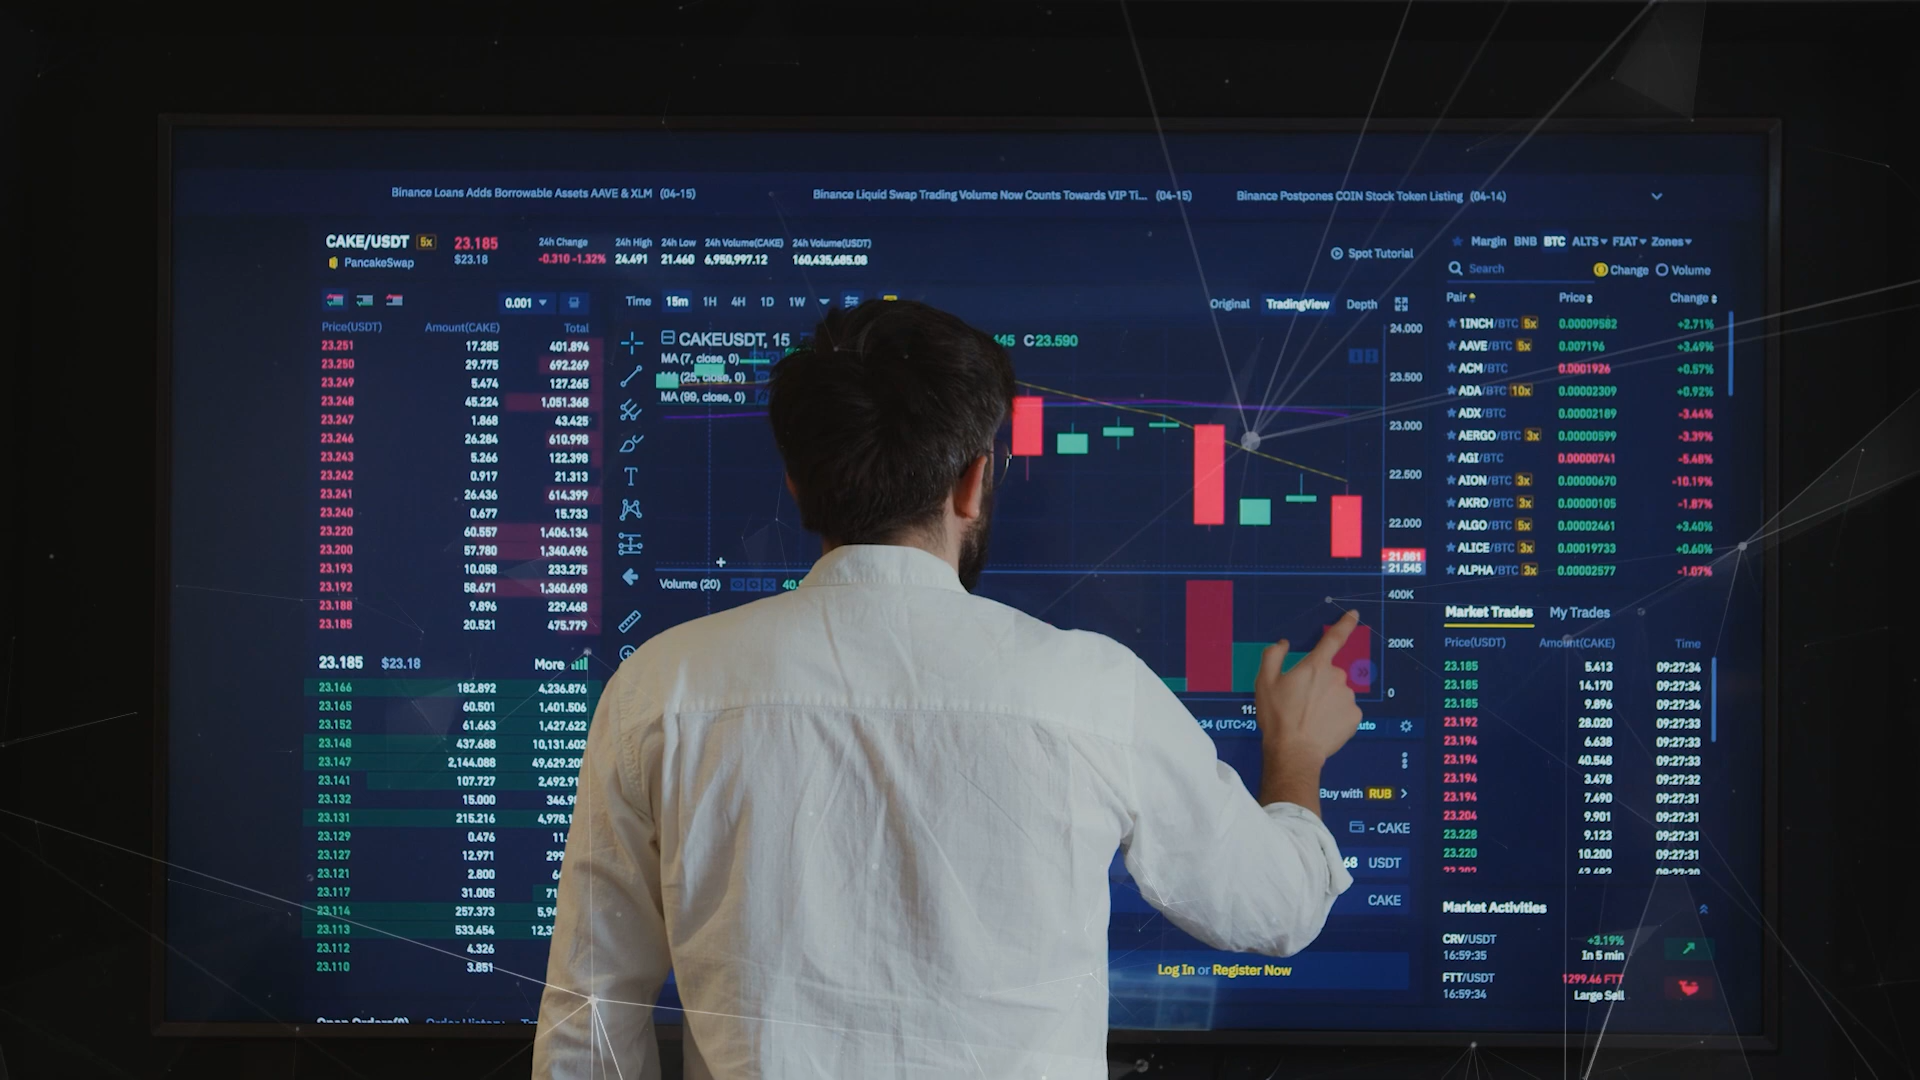 Binance Loans Adds Borrowable Assets AAVE & XLM (04-15)
Binance Liquid Swap Trading Volume Now Counts Towards VIP Ti... (04-15)
Binance Postpones COIN Stock Token Listing (04-14)
CAKE/USDT 5x 23.185
PancakeSwap $23.18
24h Change 24h High 24h Low 24h Volume(CAKE) 24h Volume(USDT)
-0.310 -1.32% 24.491 21.460 6,950,997.12 160,435,685.08
Spot Tutorial
0.001
Price(USDT) Amount(CAKE) Total
23.251 17.285 401.894
23.250 29.775 692.269
23.249 5.474 127.265
23.248 45.224 1,051.368
23.247 1.868 43.425
23.246 26.284 610.998
23.243 5.266 122.398
23.242 0.917 21.313
23.241 26.436 614.399
23.240 0.677 15.733
23.220 60.557 1,406.134
23.200 57.780 1,340.496
23.193 10.058 233.275
23.192 58.671 1,360.698
23.188 9.896 229.468
23.185 20.521 475.779
23.185 $23.18 More
23.166 182.892 4,236.876
23.165 60.501 1,401.506
23.152 61.663 1,427.622
23.148 437.688 10,131.602
23.147 2,144.088 49,629.20
23.141 107.727 2,492.91
23.132 15.000 346.9
23.131 215.216 4,978.1
23.129 0.476 11.
23.127 12.971 299
23.121 2.800
23.117 31.005 71
23.114 257.373 5,94
23.113 533.454 12,3
23.112 4.326
23.110 3.851
Open Orders(0) Order History
Time 15m 1H 4H 1D 1W
Original TradingView Depth
CAKEUSDT, 15
C23.590
MA (7, close, 0)
(25, close, 0)
MA (99, close, 0)
24.000
23.500
23.000
22.500
22.000
21.681
21.545
Volume (20) 40.
400K
200K
0
11:
:34 (UTC+2)
Buy with RUB
- CAKE
68 USDT
CAKE
Log In or Register Now
Margin BNB BTC ALTS FIAT Zones
Search Change Volume
Pair Price Change
1INCH/BTC 5x 0.00009582 +2.71%
AAVE/BTC 5x 0.007196 +3.49%
ACM/BTC 0.0001926 +0.57%
ADA/BTC 10x 0.00002309 +0.92%
ADX/BTC 0.00002189 -3.44%
AERGO/BTC 3x 0.00000599 -3.39%
AGI/BTC 0.00000741 -5.48%
AION/BTC 3x 0.00000670 -10.19%
AKRO/BTC 3x 0.00000105 -1.87%
ALGO/BTC 5x 0.00002461 +3.40%
ALICE/BTC 3x 0.00019733 +0.60%
ALPHA/BTC 3x 0.00002577 -1.07%
Market Trades My Trades
Price(USDT) Amount(CAKE) Time
23.185 5.413 09:27:34
23.185 14.170 09:27:34
23.185 9.896 09:27:34
23.192 28.020 09:27:33
23.194 6.638 09:27:33
23.194 40.548 09:27:33
23.194 3.478 09:27:32
23.194 7.490 09:27:31
23.204 9.901 09:27:31
23.228 9.123 09:27:31
23.220 10.200 09:27:31
Market Activities
CRV/USDT +3.19%
16:59:35 In 5 min
FTT/USDT 1299.46 FTT
16:59:34 Large Sell